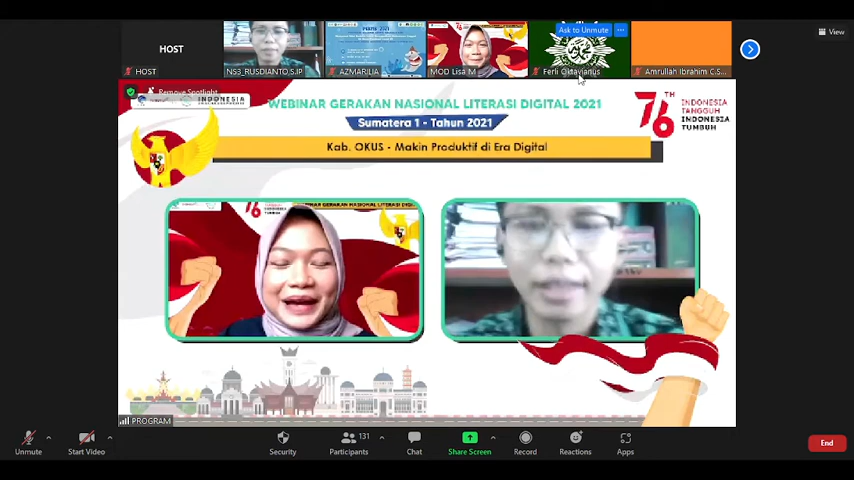 HOST
HOST
NS3_RUSDIANTO.S.IP
AZMARILIA
MOD Lisa M
Ask to Unmute
Ferli Oktavianus
Amrullah Ibrahim C.S...
View
Remove Spotlight
INDONESIA
WEBINAR GERAKAN NASIONAL LITERASI DIGITAL 2021
Sumatera 1 - Tahun 2021
Kab. OKUS - Makin Produktif di Era Digital
76 TH
INDONESIA
TANGGUH
INDONESIA
TUMBUH
PROGRAM
Unmute
Start Video
Security
Participants
131
Chat
Share Screen
Record
Reactions
Apps
End